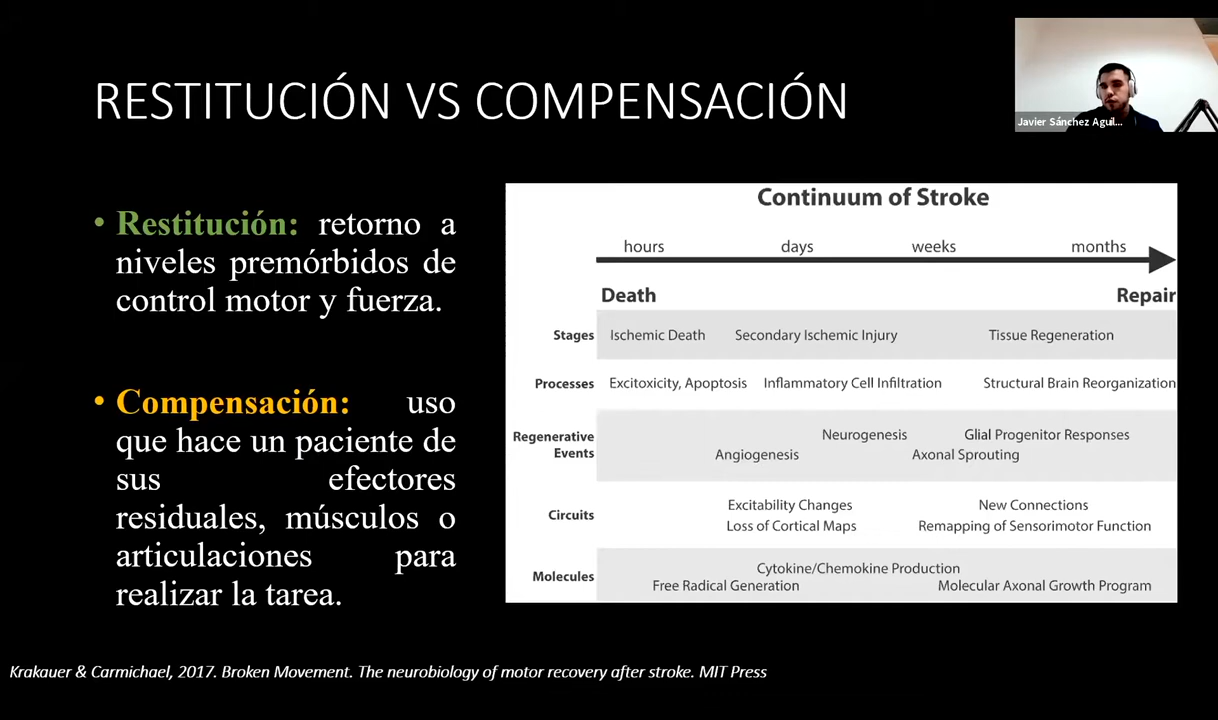 RESTITUCIÓN VS COMPENSACIÓN
Javier Sánchez Aguil...
• Restitución: retorno a
niveles premórbidos de
control motor y fuerza.
• Compensación: uso
que hace un paciente de
sus efectores
residuales, músculos o
articulaciones para
realizar la tarea.
Continuum of Stroke
hours days weeks months
Death Repair
Stages Ischemic Death Secondary Ischemic Injury Tissue Regeneration
Processes Excitoxicity, Apoptosis Inflammatory Cell Infiltration Structural Brain Reorganization
Regenerative Events Neurogenesis Glial Progenitor Responses
Angiogenesis Axonal Sprouting
Circuits Excitability Changes New Connections
Loss of Cortical Maps Remapping of Sensorimotor Function
Molecules Cytokine/Chemokine Production
Free Radical Generation Molecular Axonal Growth Program
Krakauer & Carmichael, 2017. Broken Movement. The neurobiology of motor recovery after stroke. MIT Press